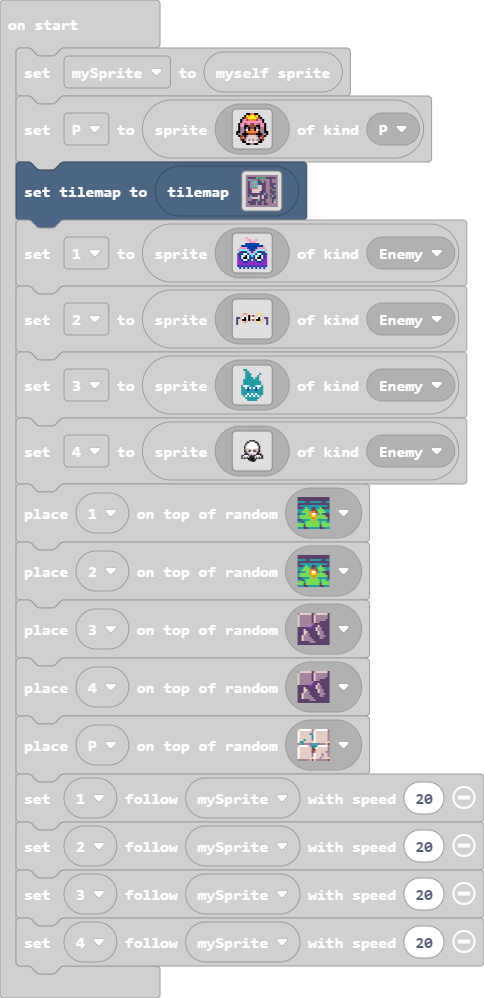 on start
set mySprite to myself sprite
set P to sprite of kind P
set tilemap to tilemap
set 1 to sprite of kind Enemy
set 2 to sprite of kind Enemy
set 3 to sprite of kind Enemy
set 4 to sprite of kind Enemy
place 1 on top of random
place 2 on top of random
place 3 on top of random
place 4 on top of random
place P on top of random
set 1 follow mySprite with speed 20
set 2 follow mySprite with speed 20
set 3 follow mySprite with speed 20
set 4 follow mySprite with speed 20